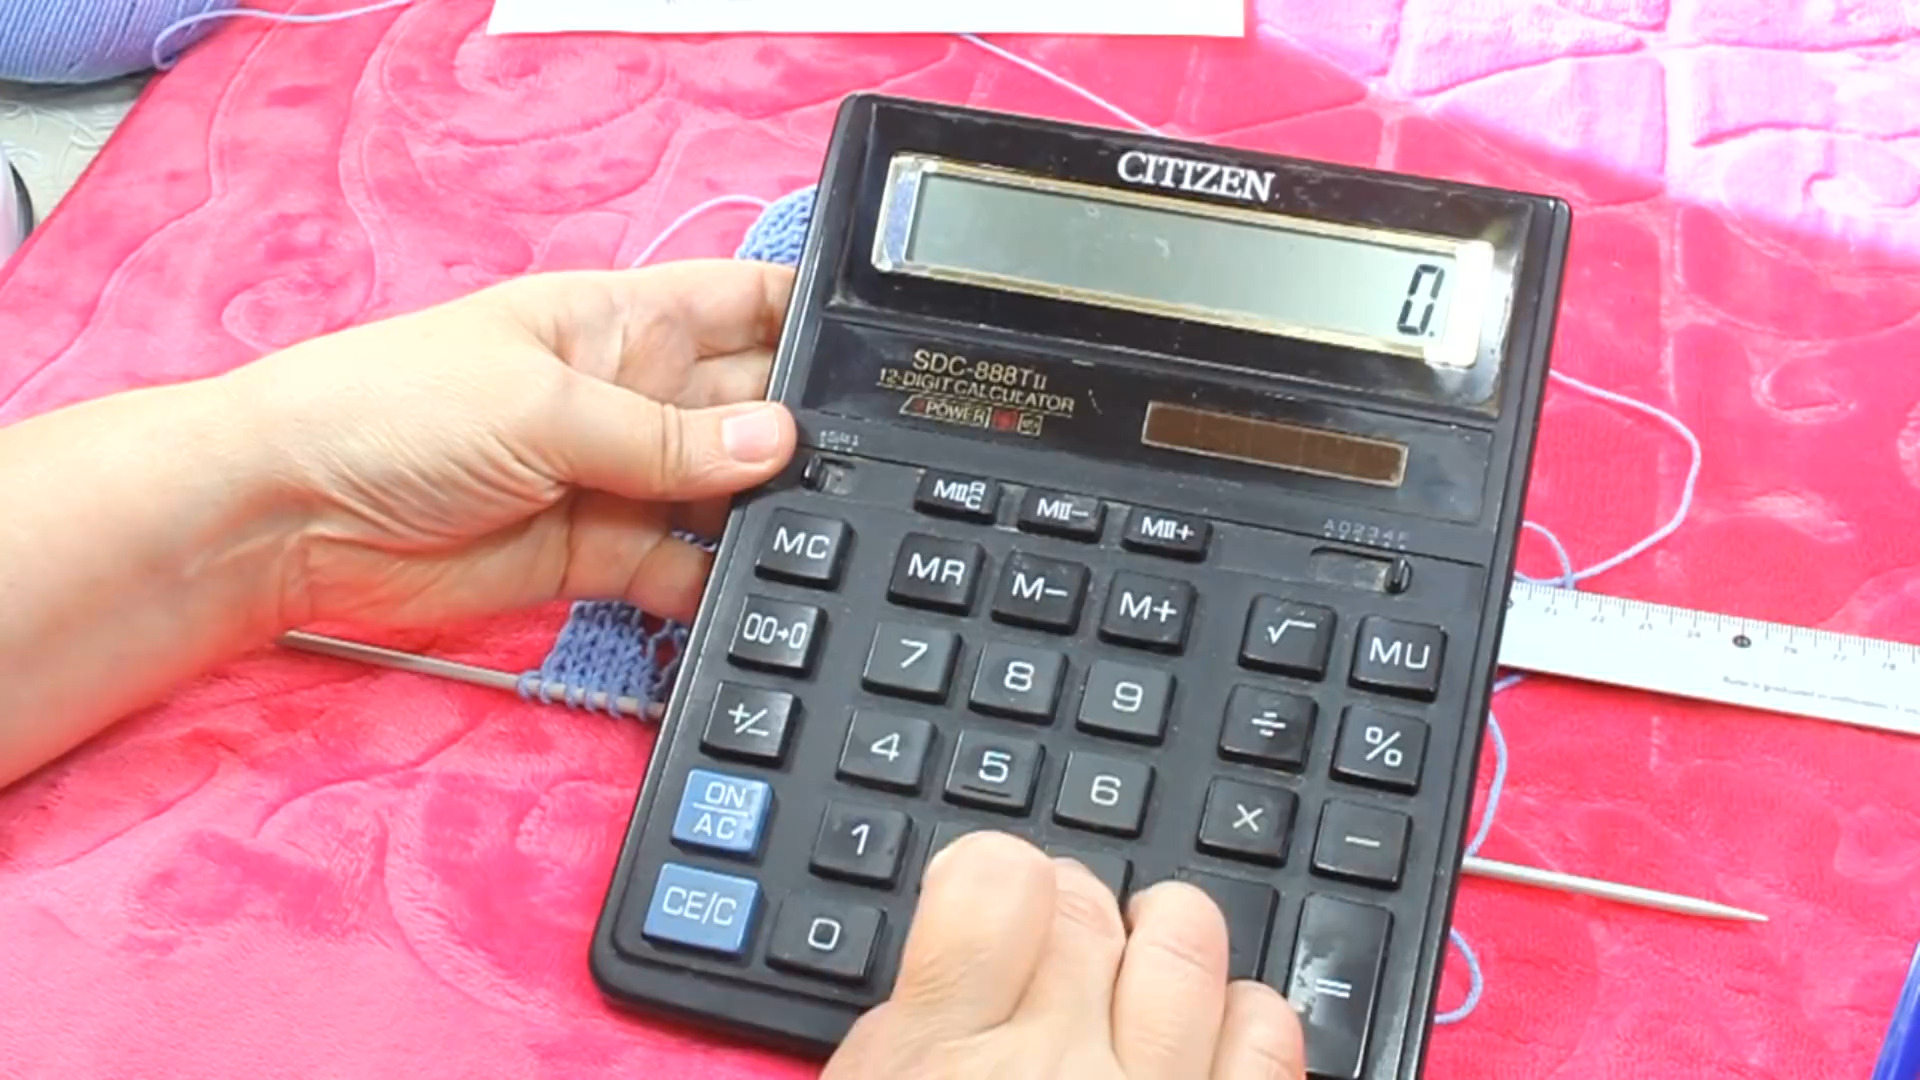 CITIZEN
0.
SDC-888TII
12-DIGIT CALCULATOR
POWER
A0234F
MII R C MII- MII+
MC MR M- M+ √ MU
00→0 7 8 9 ÷ %
+/- 4 5 6 × -
ON AC 1
CE/C 0 =